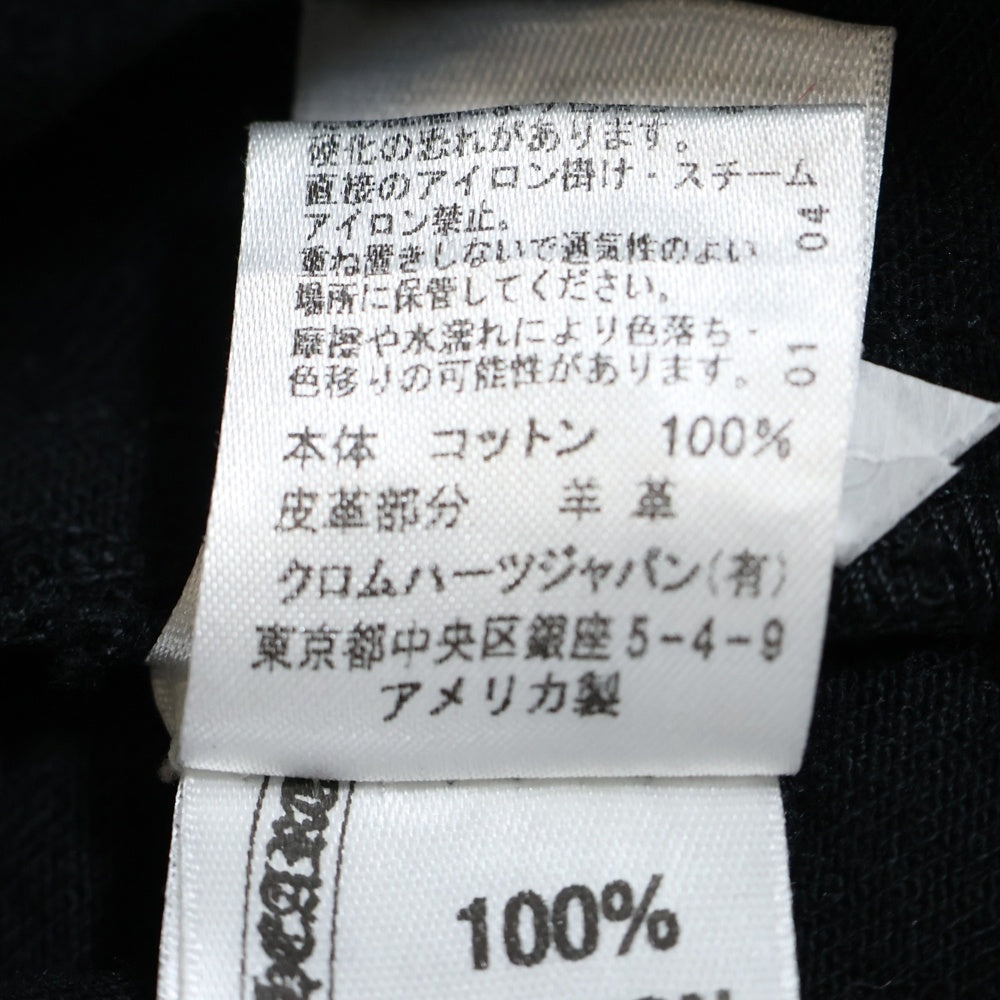 硬化の恐れがあります。
直接のアイロン掛け・スチーム
アイロン禁止。
重ね置きしないで通気性のよい
場所に保管してください。
摩擦や水濡れにより色落ち・
色移りの可能性があります。
04
01
本体 コットン 100%
皮革部分 羊革
クロムハーツジャパン(有)
東京都中央区銀座5-4-9
アメリカ製
100%